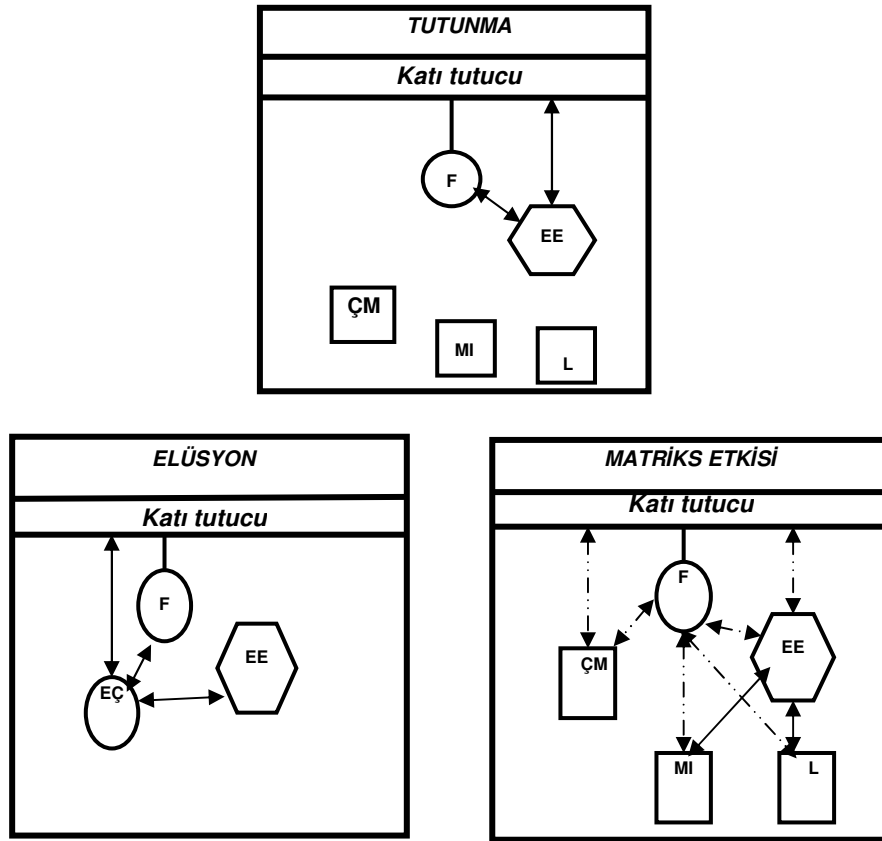 TUTUNMA
Katı tutucu
F
EE
ÇM
MI
L
ELÜSYON
Katı tutucu
F
EE
EÇ
MATRİKS ETKİSİ
Katı tutucu
F
EE
ÇM
MI
L